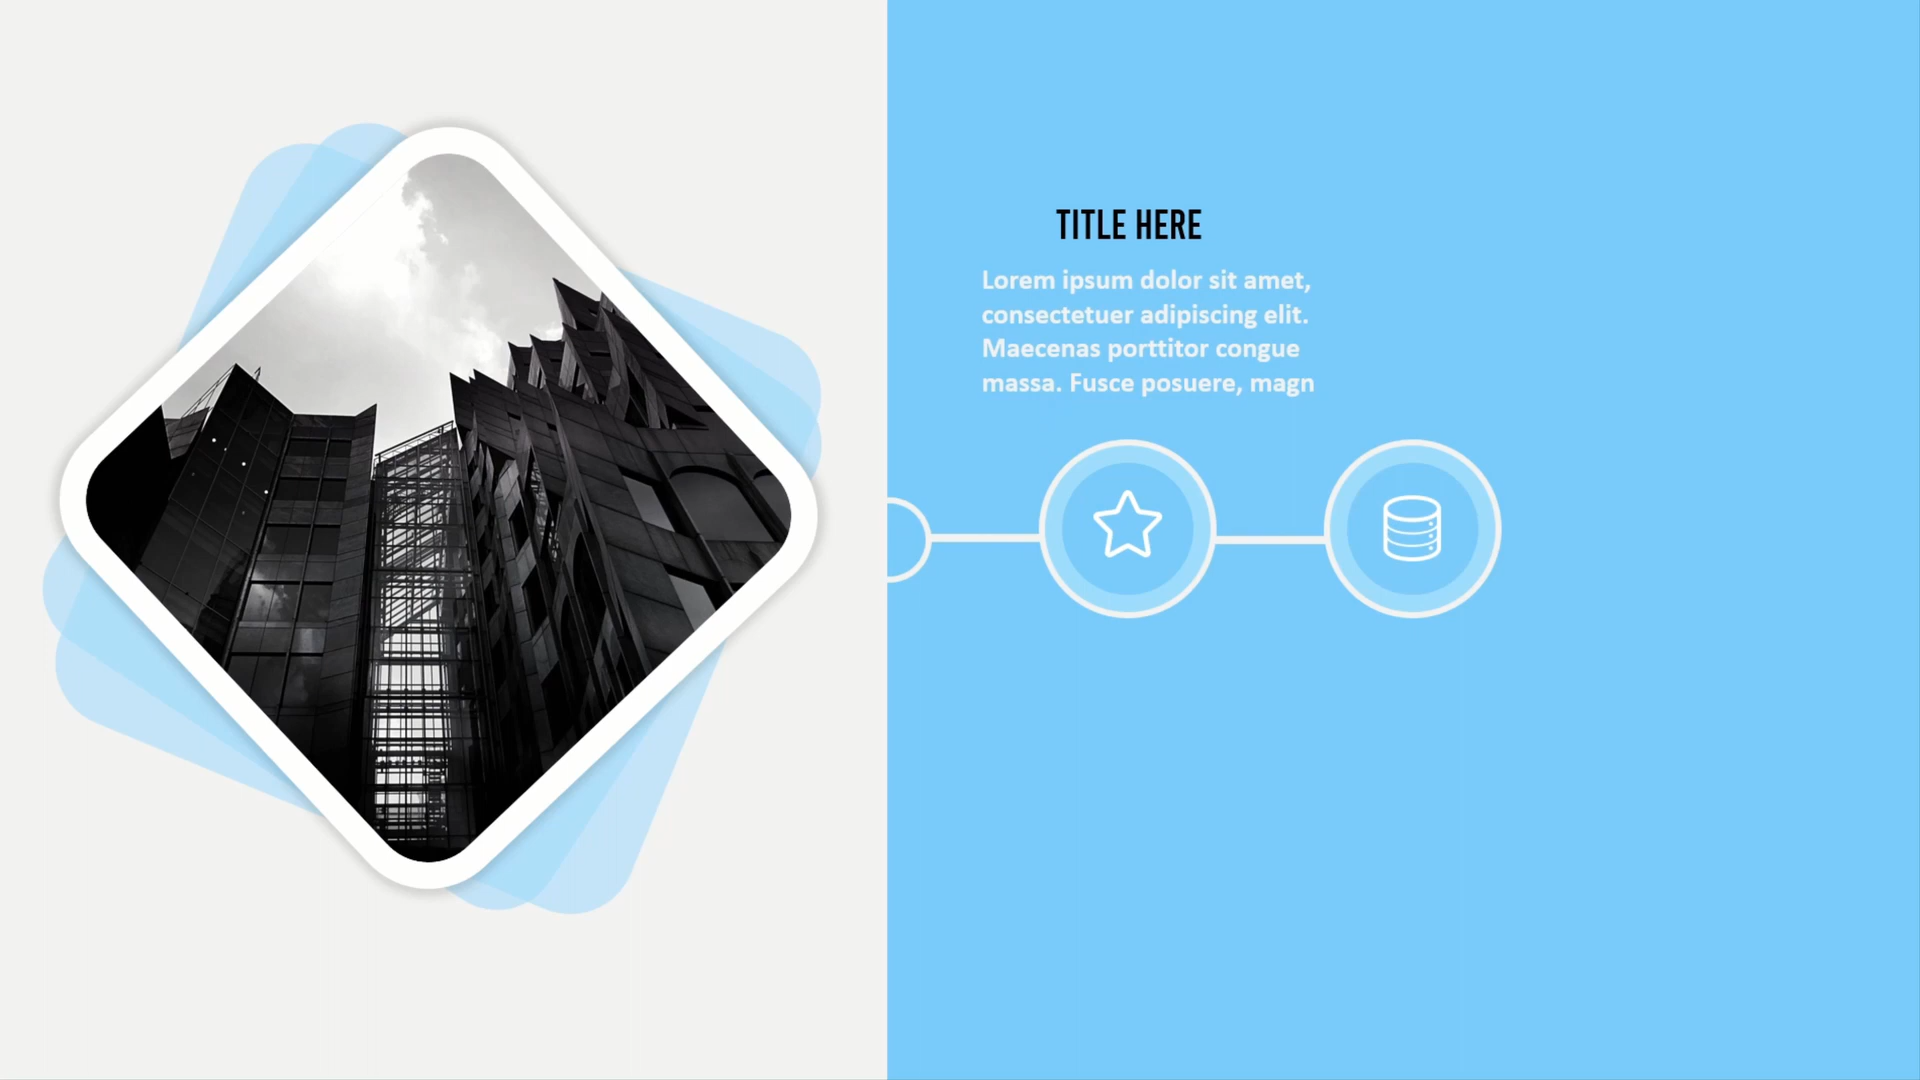 TITLE HERE
Lorem ipsum dolor sit amet,
consectetuer adipiscing elit.
Maecenas porttitor congue
massa. Fusce posuere, magn